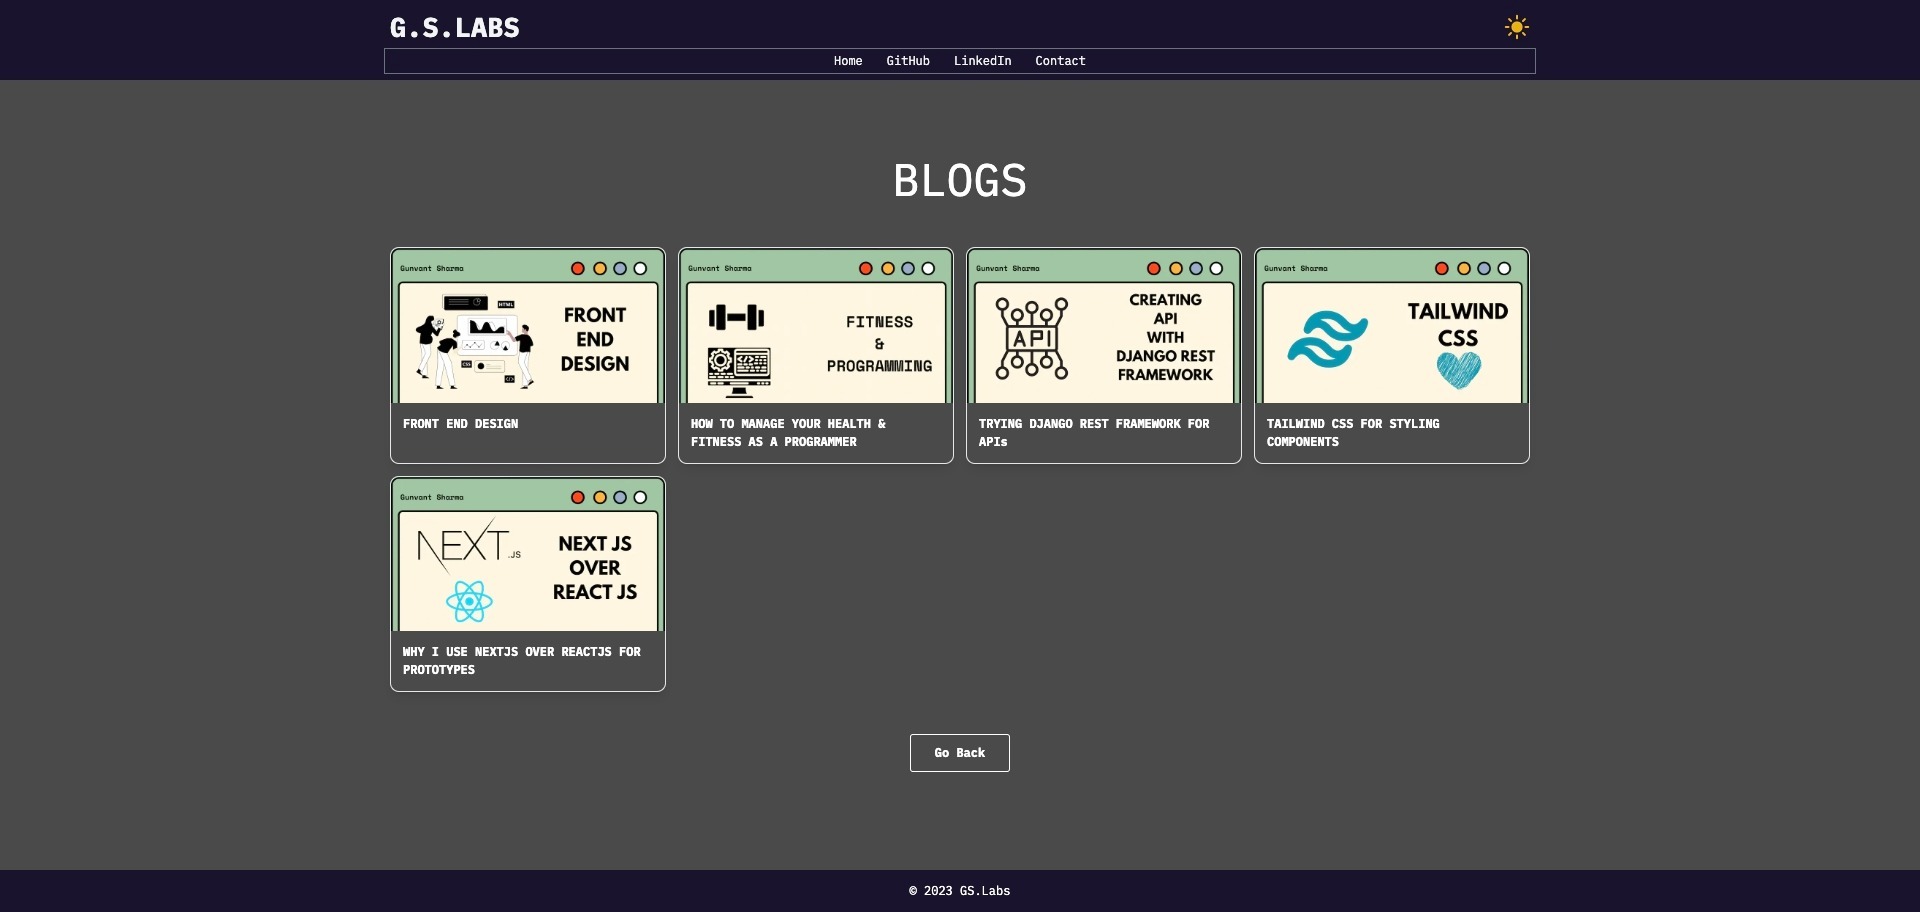 G.S.LABS
Home GitHub LinkedIn Contact
BLOGS
Gunvant Sharma
HTML
CSS
</>
FRONT
END
DESIGN
FRONT END DESIGN
Gunvant Sharma
FITNESS
&
PROGRAMMING
HOW TO MANAGE YOUR HEALTH &
FITNESS AS A PROGRAMMER
Gunvant Sharma
API
CREATING
API
WITH
DJANGO REST
FRAMEWORK
TRYING DJANGO REST FRAMEWORK FOR
APIs
Gunvant Sharma
TAILWIND
CSS
TAILWIND CSS FOR STYLING
COMPONENTS
Gunvant Sharma
NEXT.JS
NEXT JS
OVER
REACT JS
WHY I USE NEXTJS OVER REACTJS FOR
PROTOTYPES
Go Back
© 2023 GS.Labs